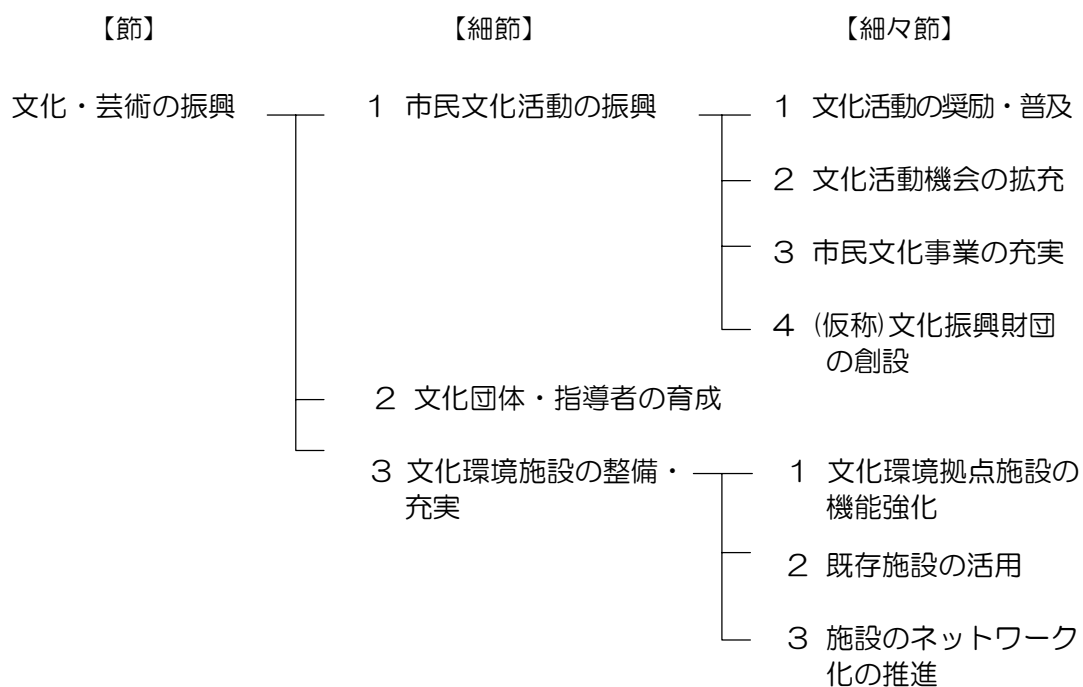 【節】 【細節】 【細々節】
文化・芸術の振興 1 市民文化活動の振興 1 文化活動の奨励・普及
2 文化活動機会の拡充
3 市民文化事業の充実
4 (仮称)文化振興財団
の創設
2 文化団体・指導者の育成
3 文化環境施設の整備・ 1 文化環境拠点施設の
充実 機能強化
2 既存施設の活用
3 施設のネットワーク
化の推進